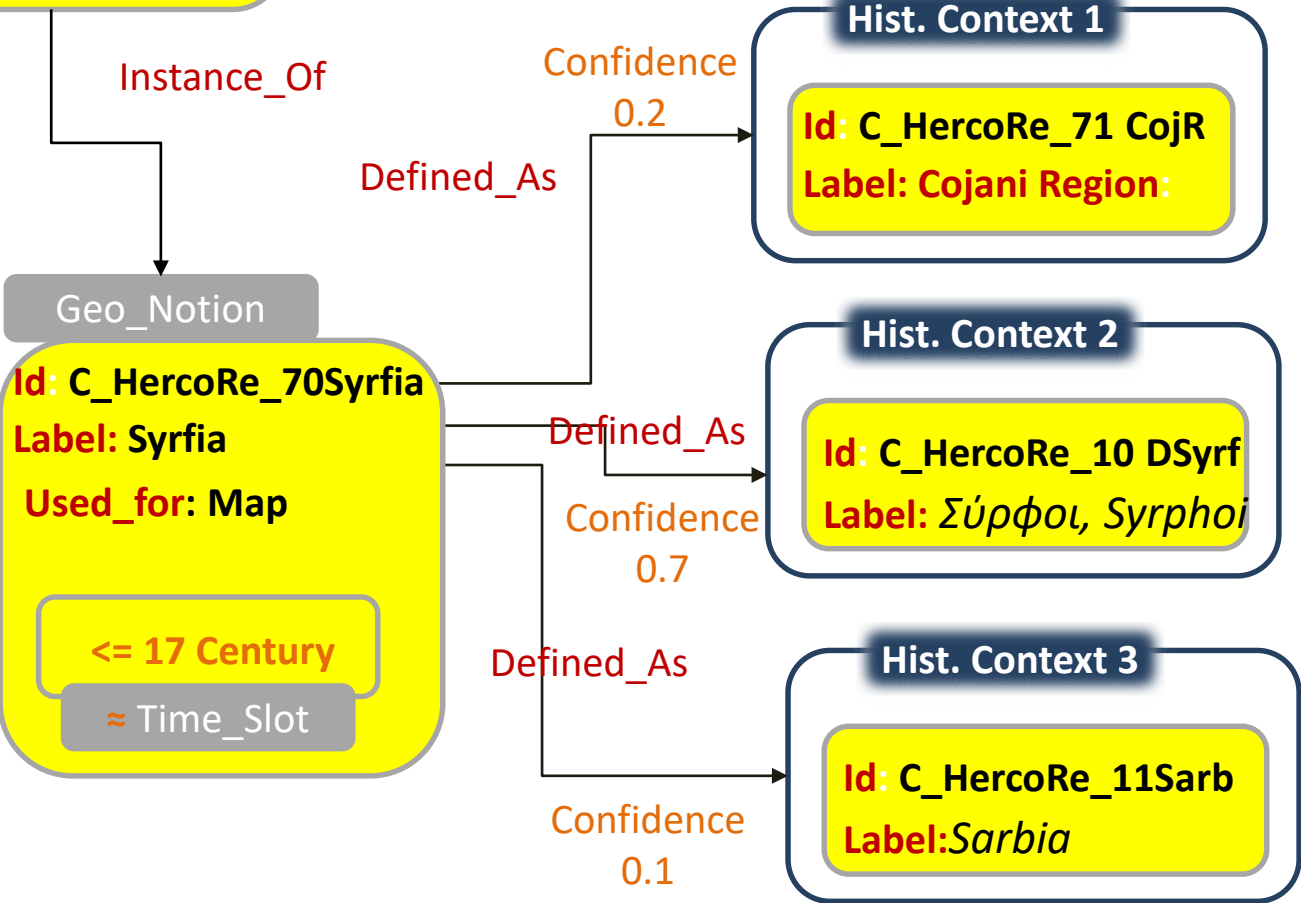 Instance_Of
Confidence
0.2
Defined_As
Hist. Context 1
Id: C_HercoRe_71 CojR
Label: Cojani Region:
Geo_Notion
Id: C_HercoRe_70Syrfia
Label: Syrfia
Used_for: Map
<= 17 Century
≈ Time_Slot
Defined_As
Confidence
0.7
Hist. Context 2
Id: C_HercoRe_10 DSyrf
Label: Σύρφοι, Syrphoi
Defined_As
Confidence
0.1
Hist. Context 3
Id: C_HercoRe_11Sarb
Label:Sarbia